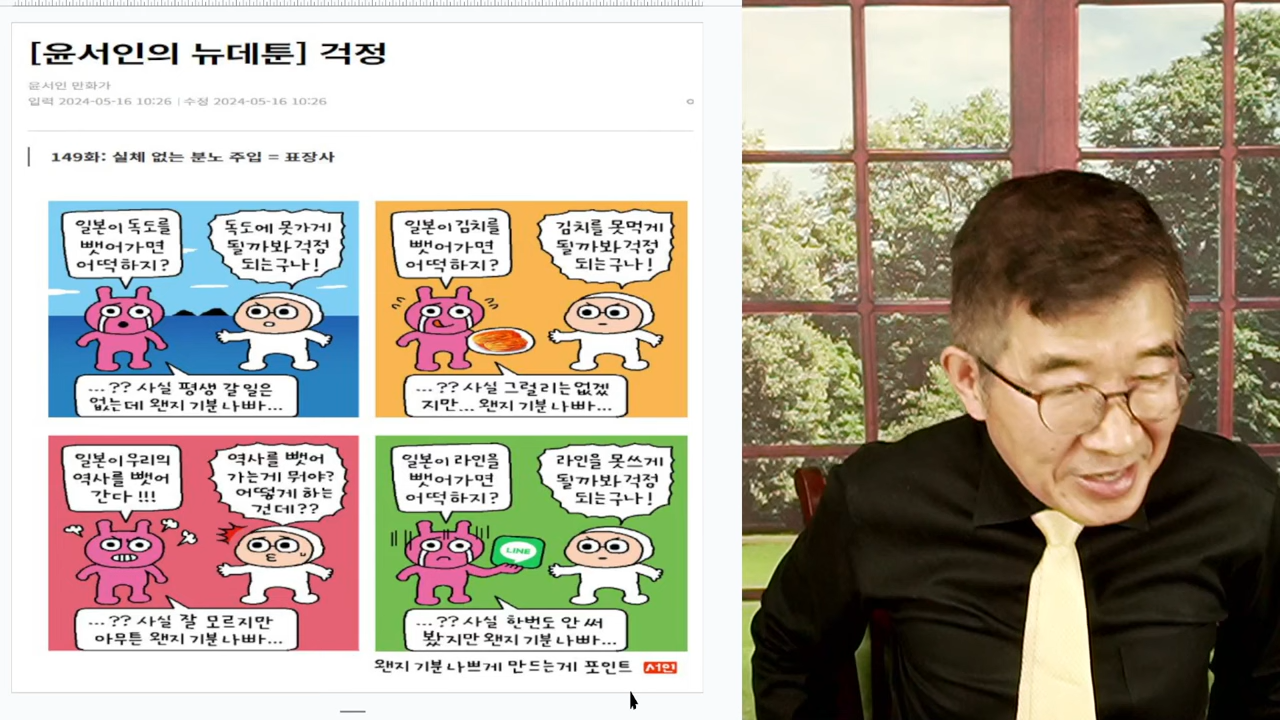 [윤서인의 뉴데툰] 걱정
윤서인 만화가
입력 2024-05-16 10:26 | 수정 2024-05-16 10:26
149화: 실체 없는 분노 주입 = 표장사
일본이 독도를
뺏어가면
어떡하지?
독도에 못가게
될까봐 걱정
되는구나!
...?? 사실 평생 갈 일은
없는데 왠지 기분나빠...
일본이 김치를
뺏어가면
어떡하지?
김치를 못먹게
될까봐 걱정
되는구나!
...?? 사실 그럴리는없겠
지만... 왠지 기분나빠...
일본이 우리의
역사를 뺏어
간다!!!
역사를 뺏어
가는게 뭐야?
어떻게 하는
건데??
...?? 사실 잘 모르지만
아무튼 왠지 기분나빠...
일본이 라인을
뺏어가면
어떡하지?
라인을 못쓰게
될까봐 걱정
되는구나!
LINE
...?? 사실 한번도 안 써
봤지만 왠지 기분나빠...
왠지 기분나쁘게 만드는게 포인트 서인